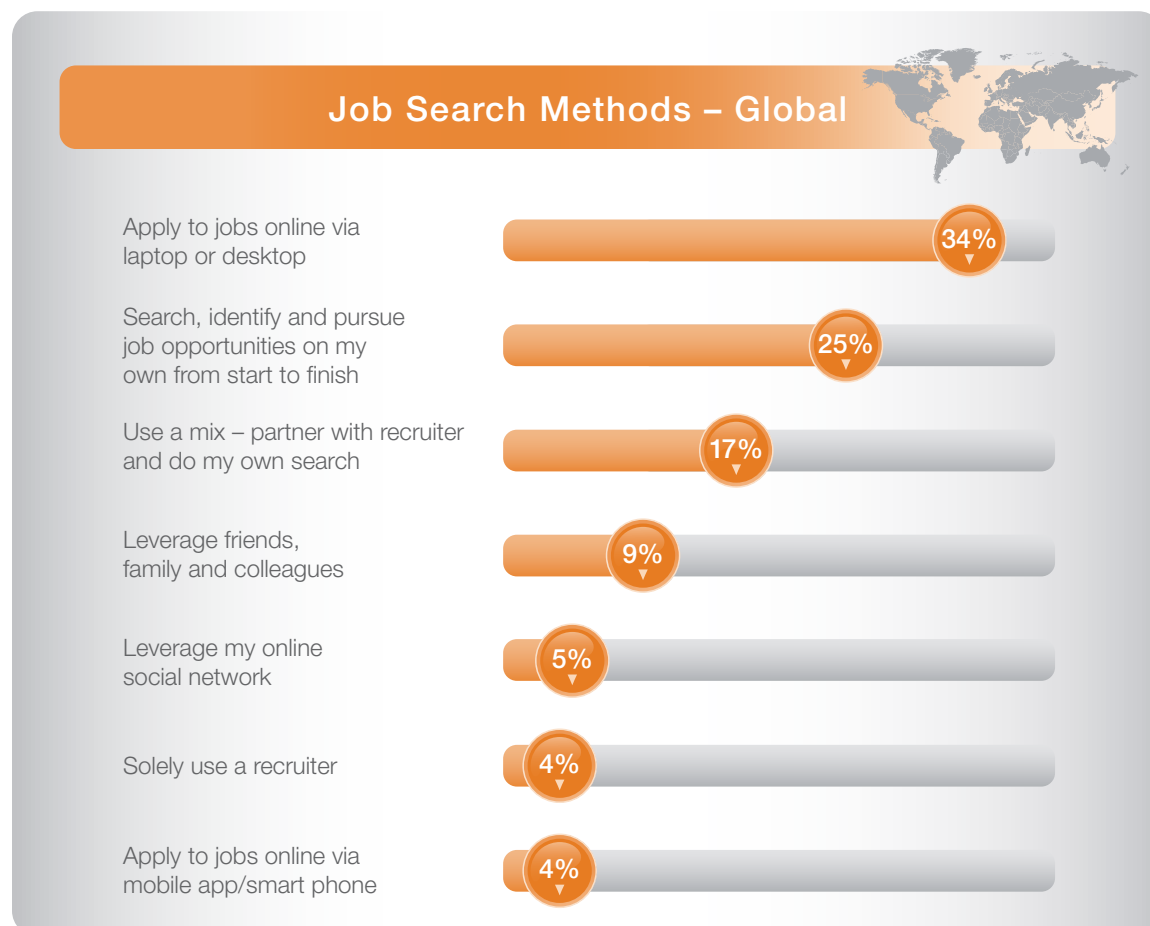 Job Search Methods – Global
Apply to jobs online via
laptop or desktop
34%
Search, identify and pursue
job opportunities on my
own from start to finish
25%
Use a mix – partner with recruiter
and do my own search
17%
Leverage friends,
family and colleagues
9%
Leverage my online
social network
5%
Solely use a recruiter
4%
Apply to jobs online via
mobile app/smart phone
4%